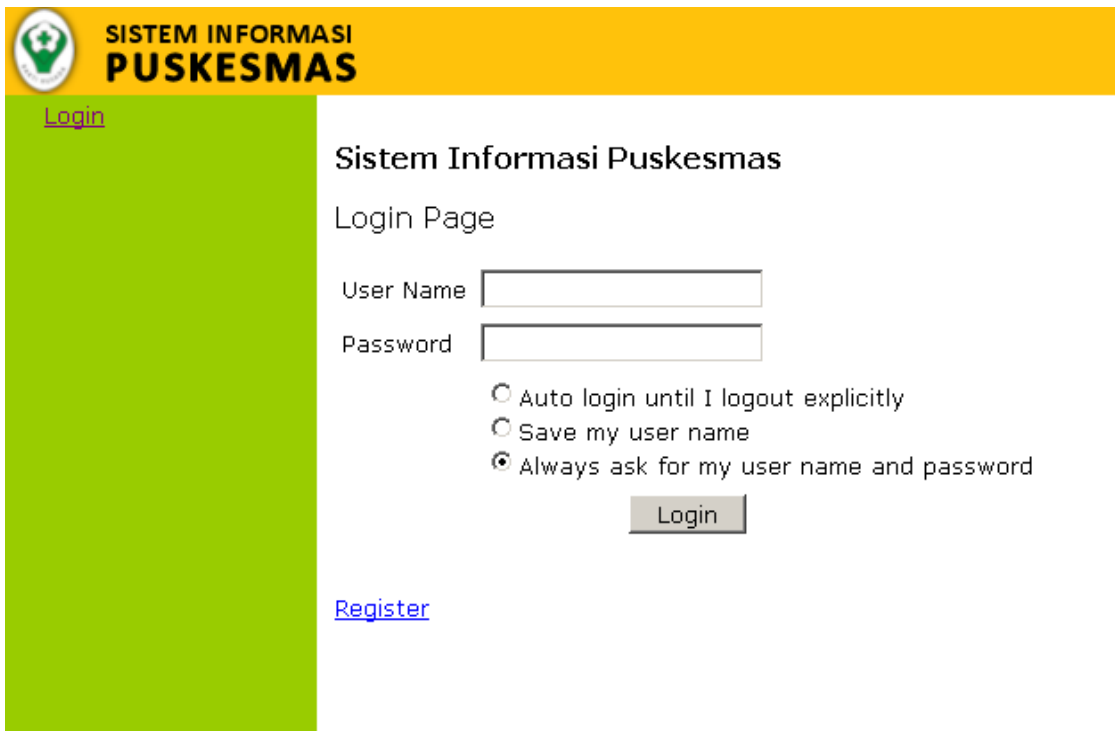 SISTEM INFORMASI
PUSKESMAS
Login
Sistem Informasi Puskesmas
Login Page
User Name
Password
Auto login until I logout explicitly
Save my user name
Always ask for my user name and password
Login
Register